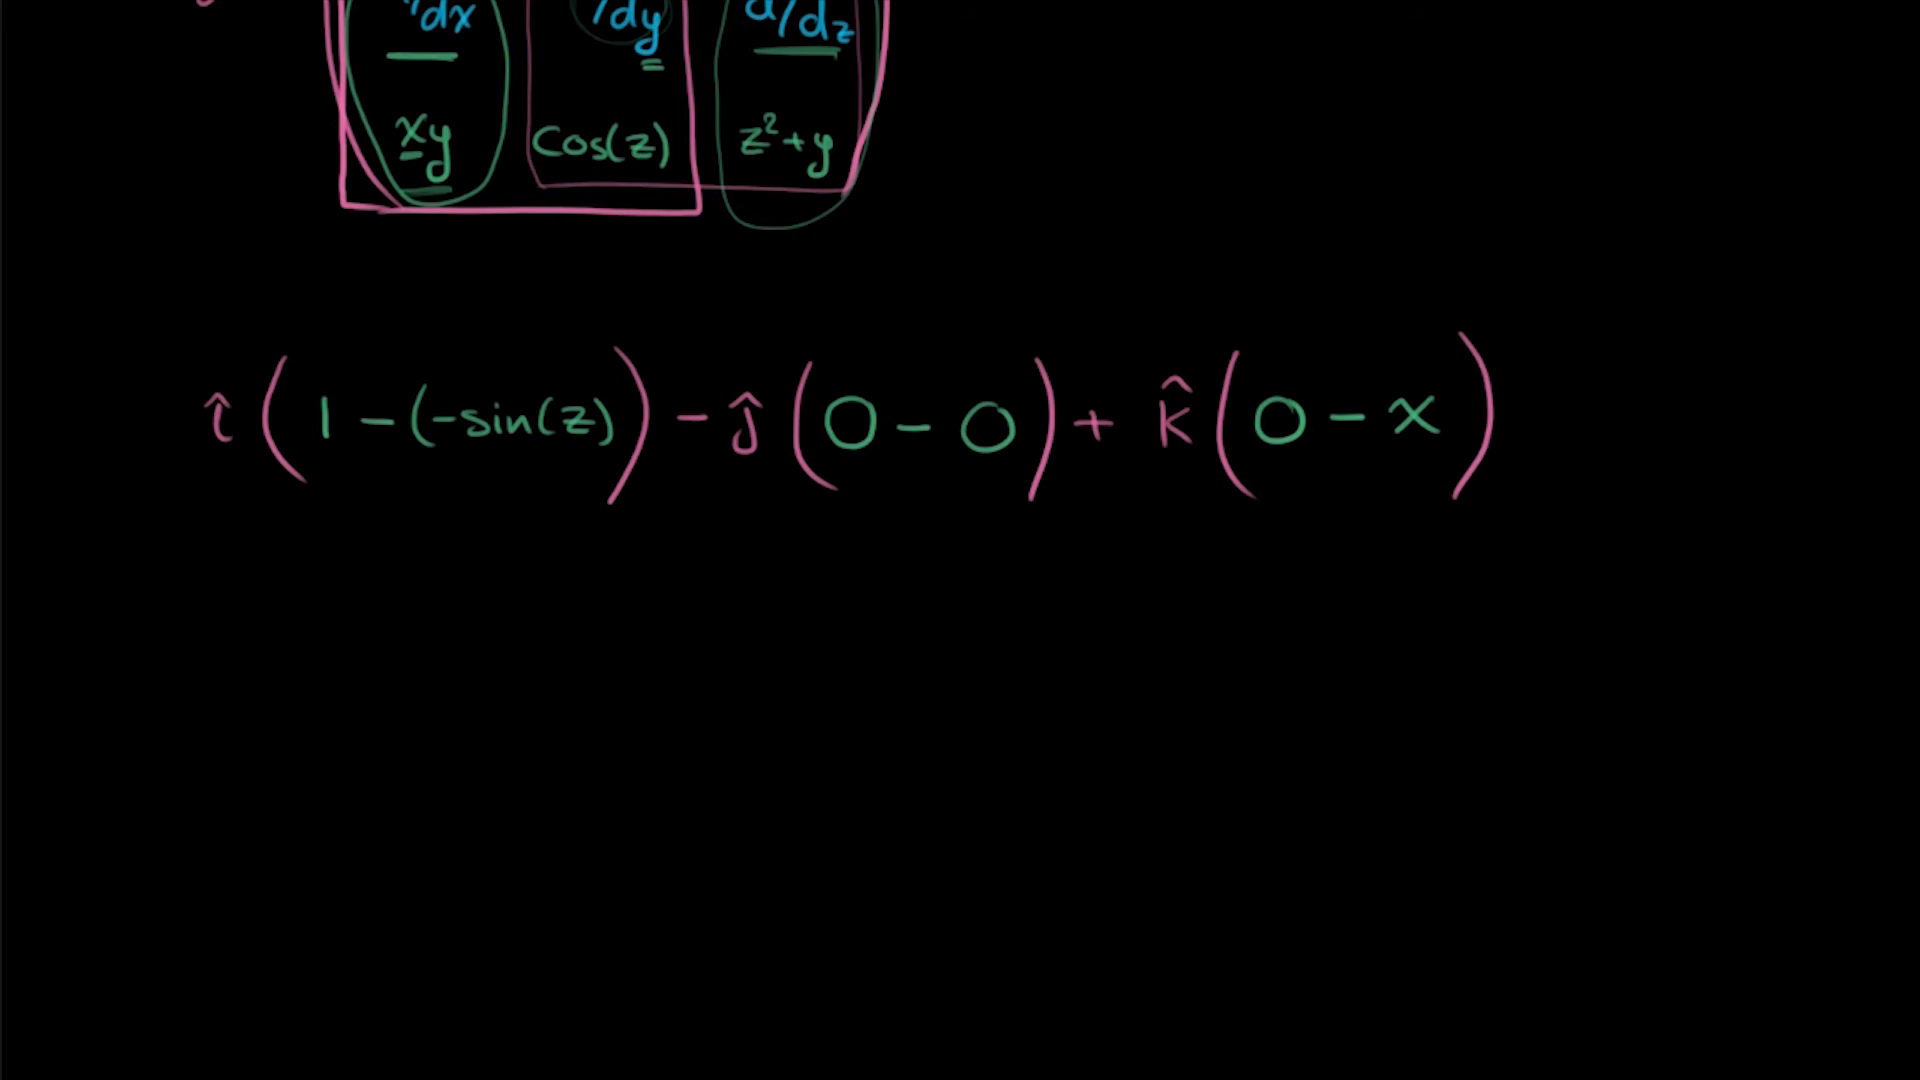 /dx /dy d/dz
xy Cos(z) z²+y
î ( 1 - (-sin(z) ) - ĵ ( 0 - 0 ) + k̂ ( 0 - x )